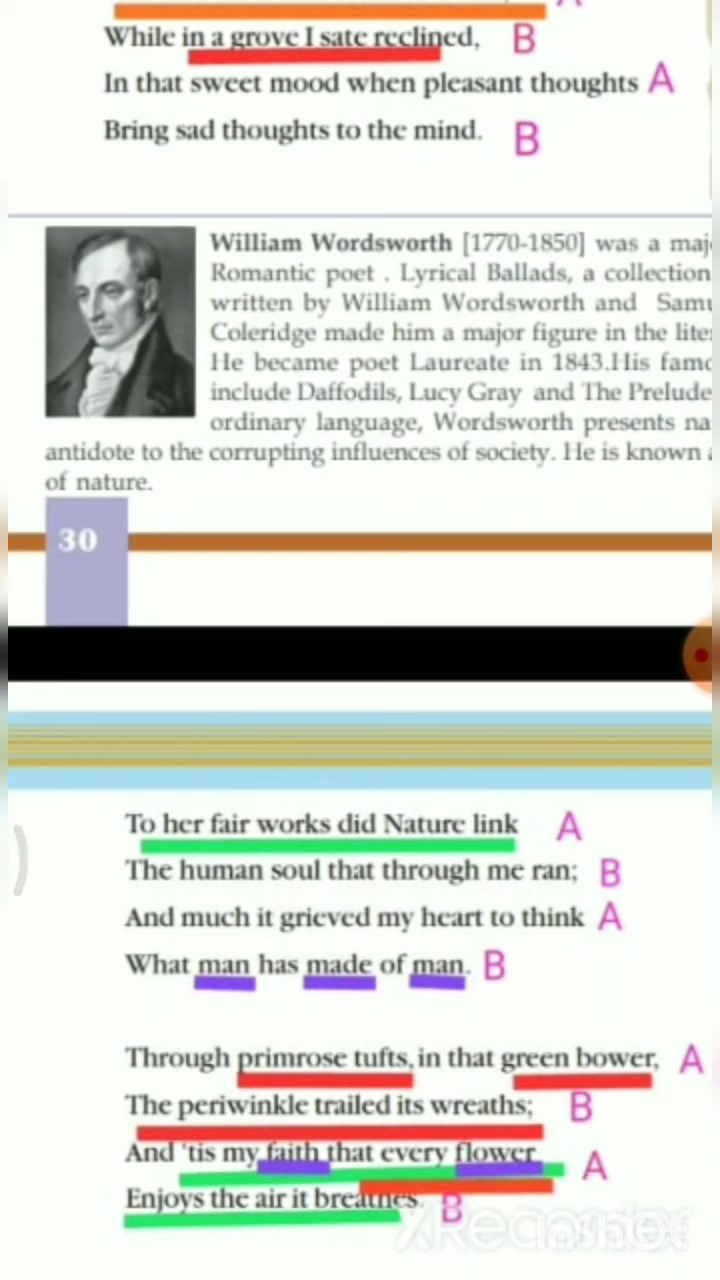 While in a grove I sate reclined, B
In that sweet mood when pleasant thoughts A
Bring sad thoughts to the mind. B
William Wordsworth [1770-1850] was a maj
Romantic poet . Lyrical Ballads, a collection
written by William Wordsworth and Samu
Coleridge made him a major figure in the lite
He became poet Laureate in 1843.His famo
include Daffodils, Lucy Gray and The Prelude
ordinary language, Wordsworth presents na
antidote to the corrupting influences of society. He is known
of nature.
30
To her fair works did Nature link A
The human soul that through me ran; B
And much it grieved my heart to think A
What man has made of man. B
Through primrose tufts, in that green bower, A
The periwinkle trailed its wreaths; B
And 'tis my faith that every flower A
Enjoys the air it breathes. B
XRecorder